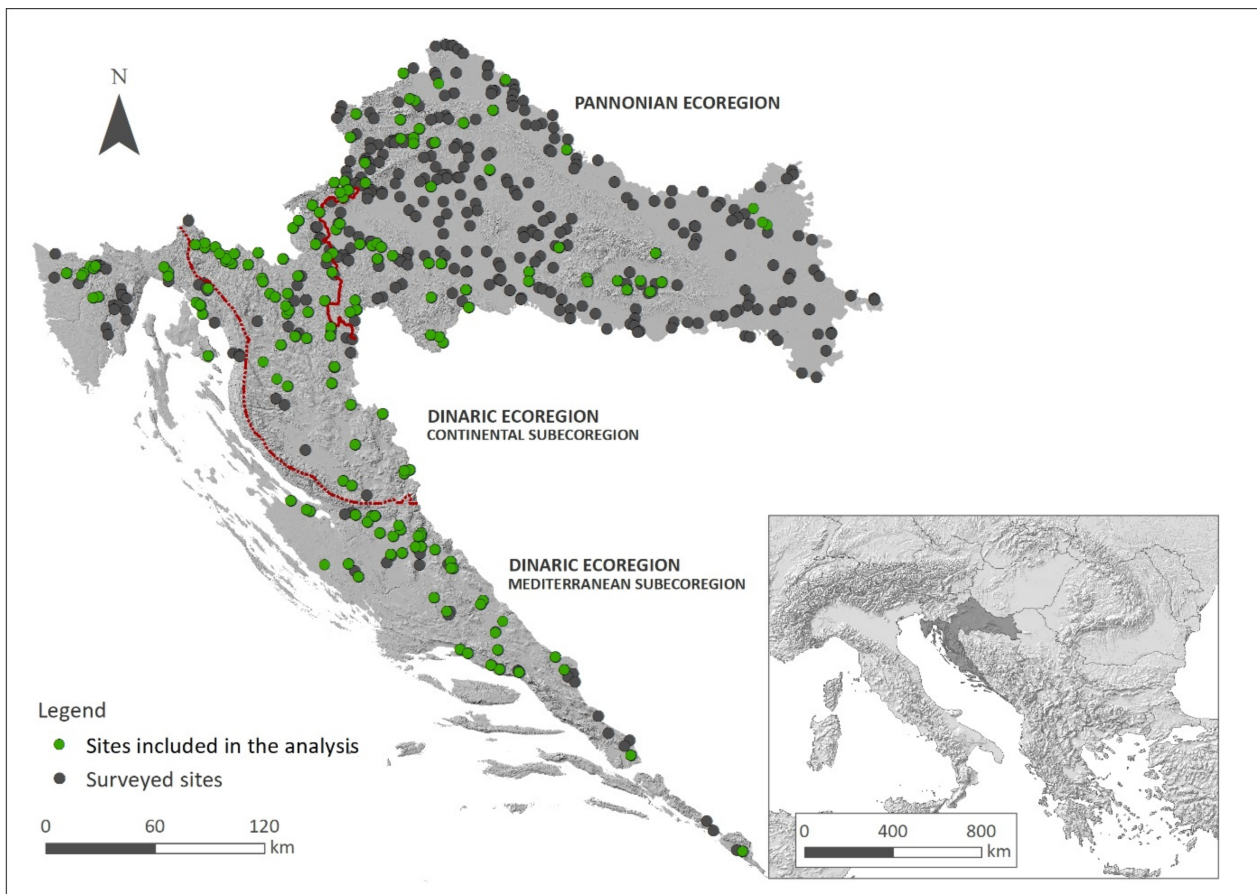 N
PANNONIAN ECOREGION
DINARIC ECOREGION
CONTINENTAL SUBECOREGION
DINARIC ECOREGION
MEDITERRANEAN SUBECOREGION
Legend
Sites included in the analysis
Surveyed sites
0 60 120
km
0 400 800
km